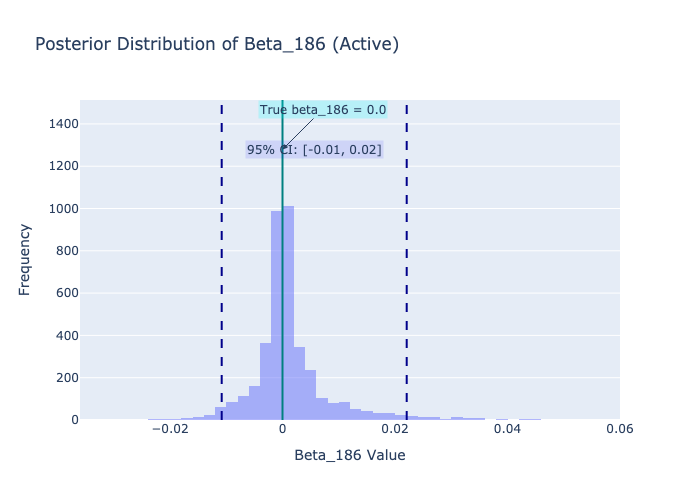 Posterior Distribution of Beta_186 (Active)
True beta_186 = 0.0
95% CI: [-0.01, 0.02]
1400
1200
1000
800
600
400
200
0
Frequency
−0.02
0
0.02
0.04
0.06
Beta_186 Value